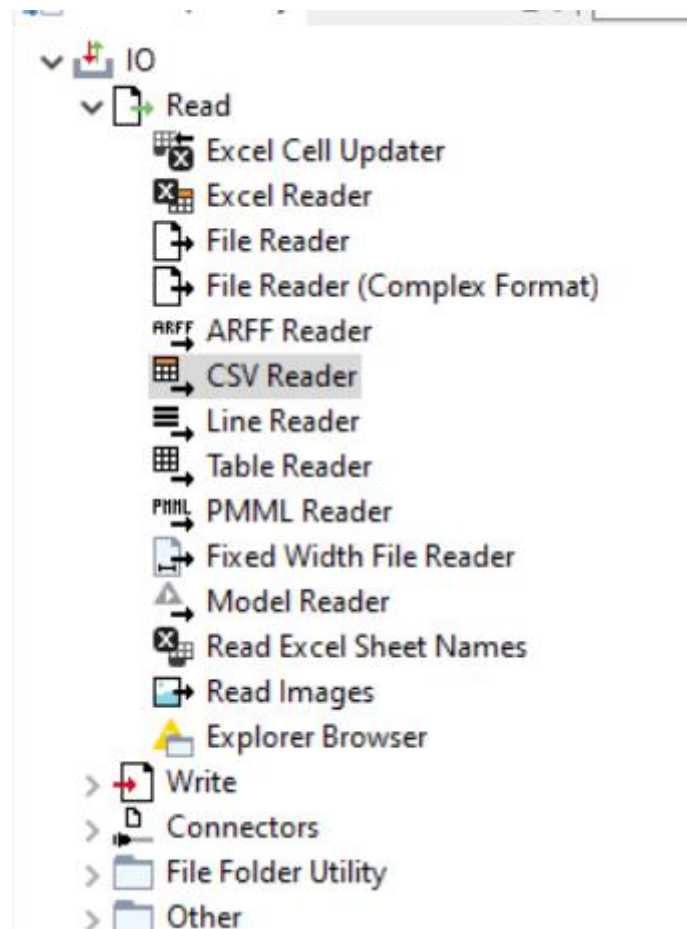 IO
Read
Excel Cell Updater
Excel Reader
File Reader
File Reader (Complex Format)
ARFF ARFF Reader
CSV Reader
Line Reader
Table Reader
PMML PMML Reader
Fixed Width File Reader
Model Reader
Read Excel Sheet Names
Read Images
Explorer Browser
Write
Connectors
File Folder Utility
Other